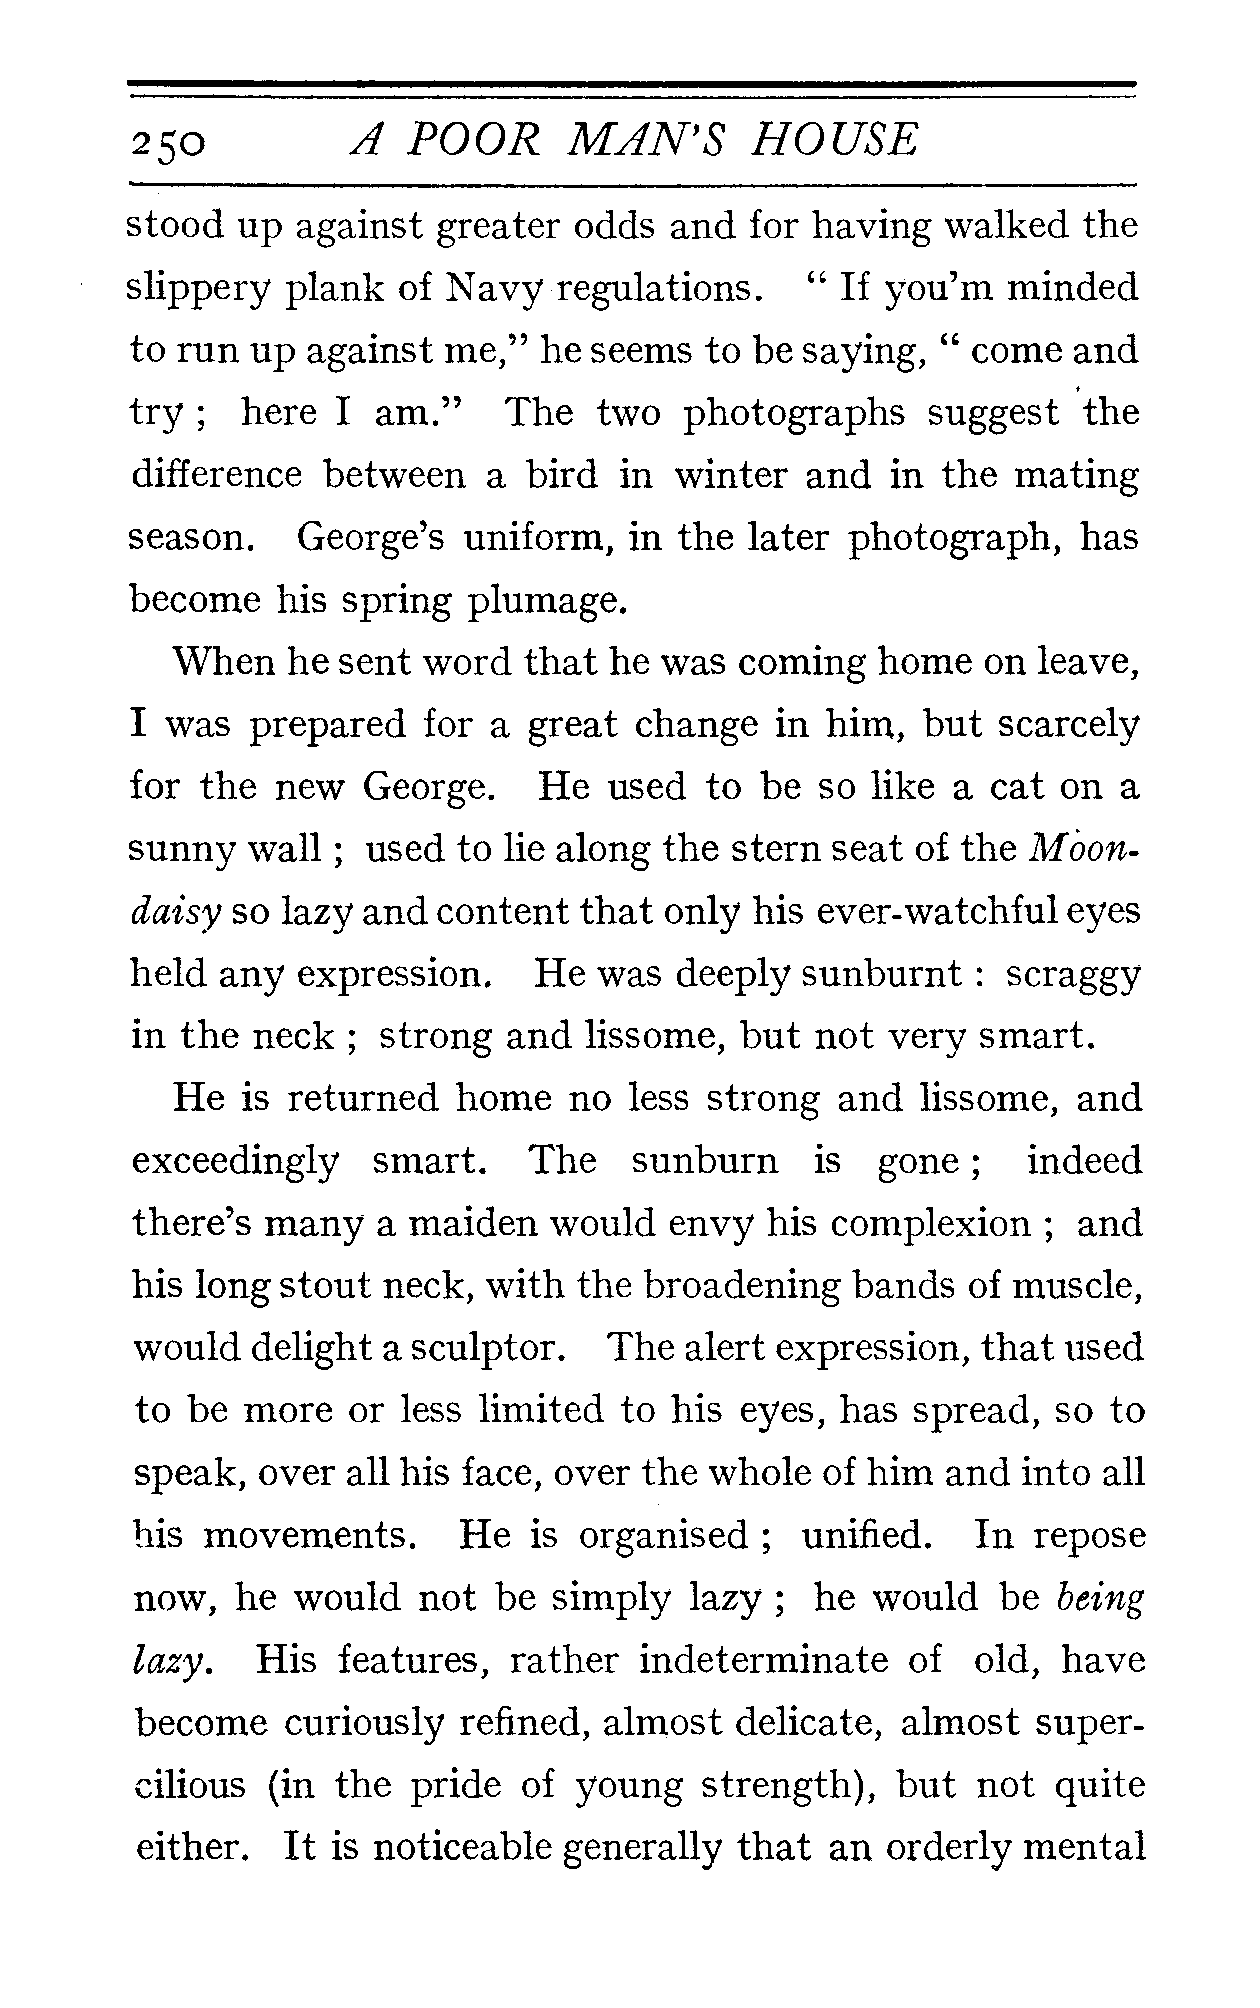 250 A POOR MAN'S HOUSE
stood up against greater odds and for having walked the
slippery plank of Navy regulations. " If you'm minded
to run up against me," he seems to be saying, " come and
try ; here I am." The two photographs suggest the
difference between a bird in winter and in the mating
season. George's uniform, in the later photograph, has
become his spring plumage.
When he sent word that he was coming home on leave,
I was prepared for a great change in him, but scarcely
for the new George. He used to be so like a cat on a
sunny wall ; used to lie along the stern seat of the Moon-
daisy so lazy and content that only his ever-watchful eyes
held any expression. He was deeply sunburnt : scraggy
in the neck ; strong and lissome, but not very smart.
He is returned home no less strong and lissome, and
exceedingly smart. The sunburn is gone ; indeed
there's many a maiden would envy his complexion ; and
his long stout neck, with the broadening bands of muscle,
would delight a sculptor. The alert expression, that used
to be more or less limited to his eyes, has spread, so to
speak, over all his face, over the whole of him and into all
his movements. He is organised ; unified. In repose
now, he would not be simply lazy ; he would be being
lazy. His features, rather indeterminate of old, have
become curiously refined, almost delicate, almost super-
cilious (in the pride of young strength), but not quite
either. It is noticeable generally that an orderly mental